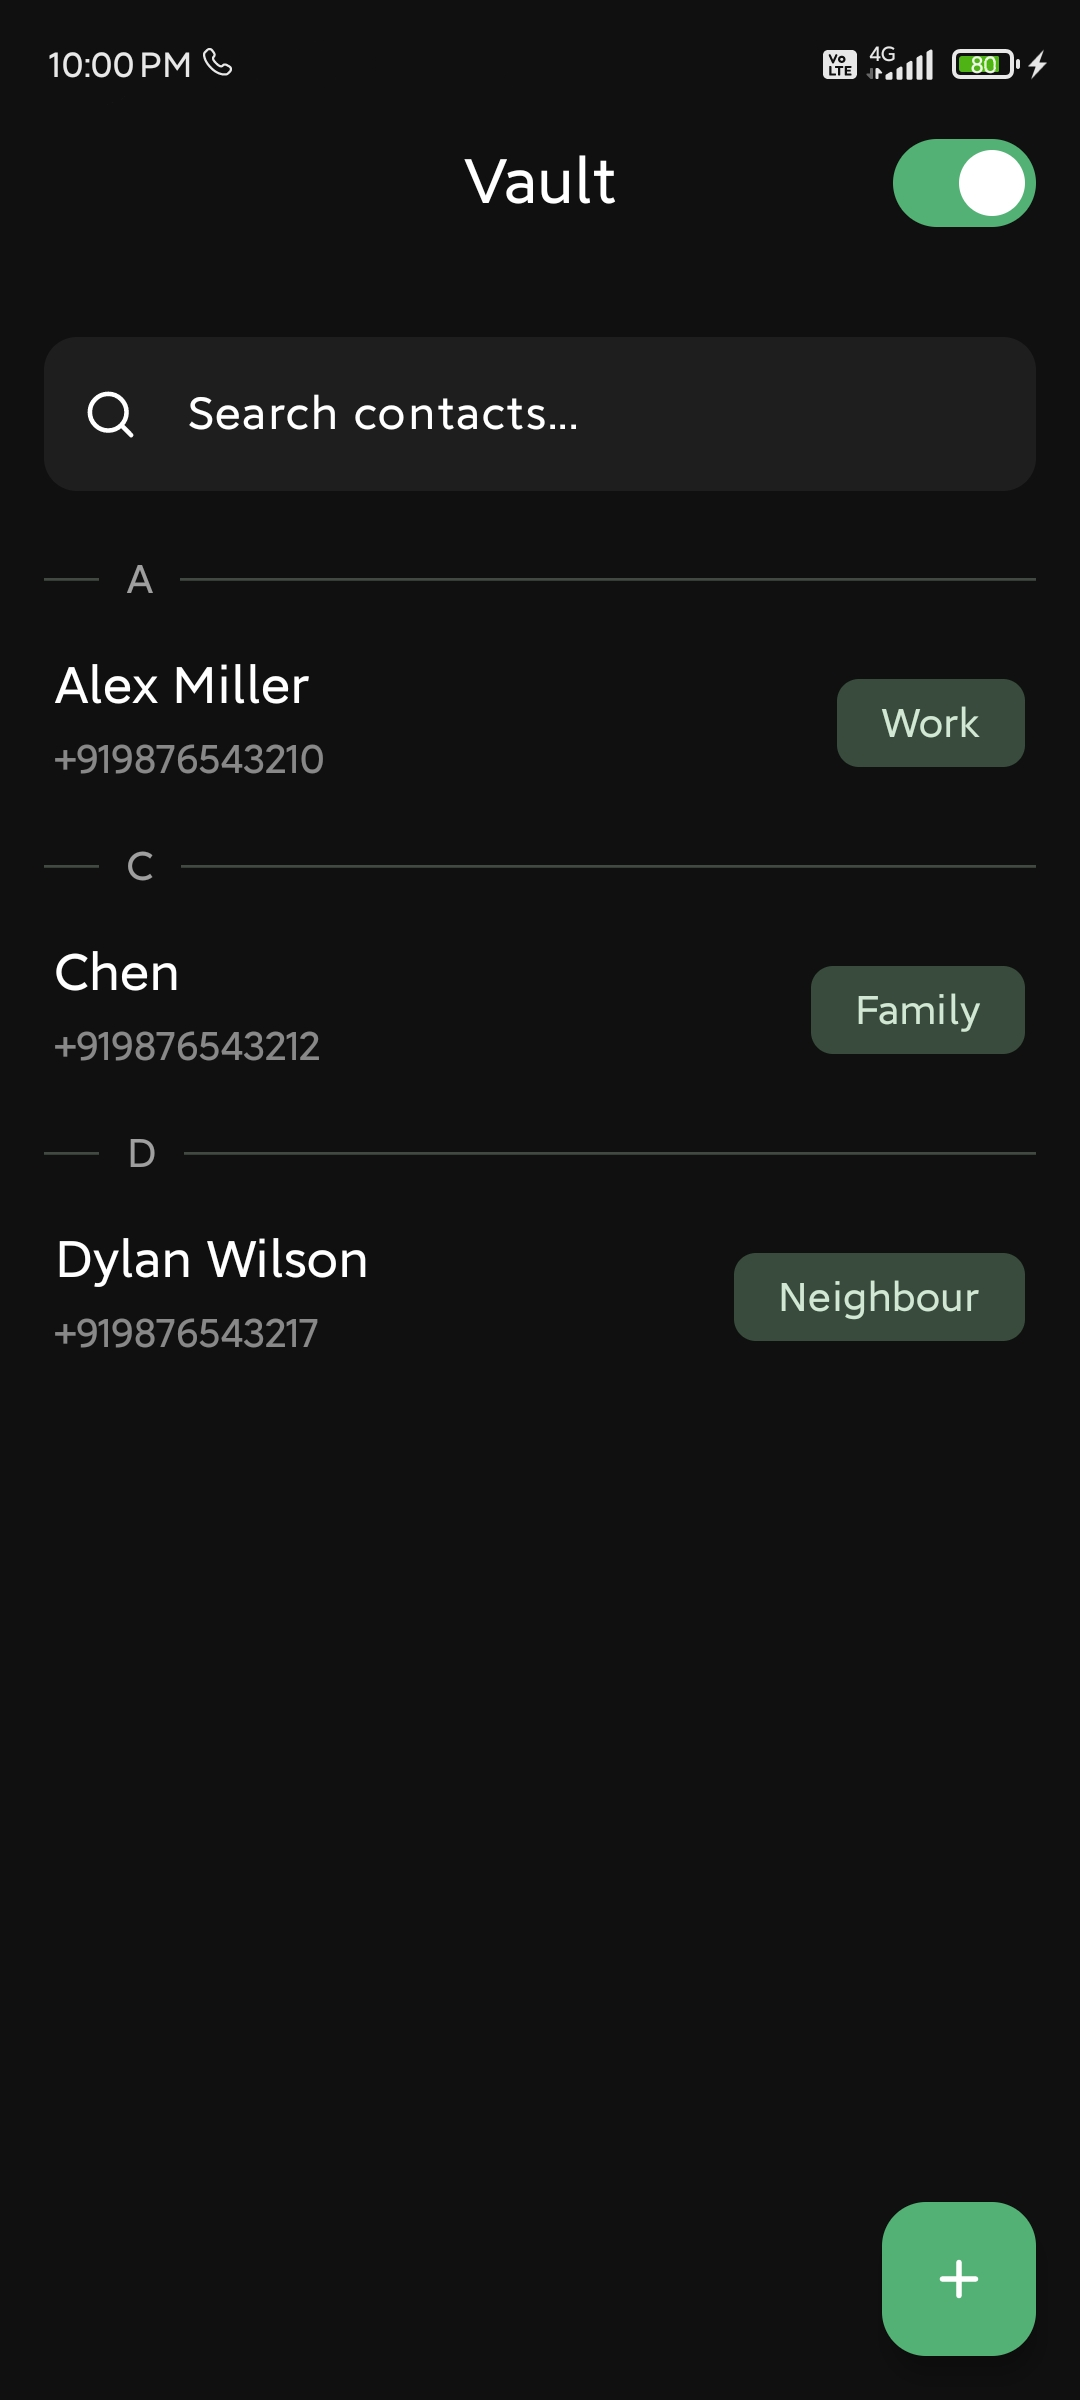 10:00 PM
Vo
LTE
4G
80
Vault
Search contacts...
A
Alex Miller
Work
+919876543210
C
Chen
Family
+919876543212
D
Dylan Wilson
Neighbour
+919876543217